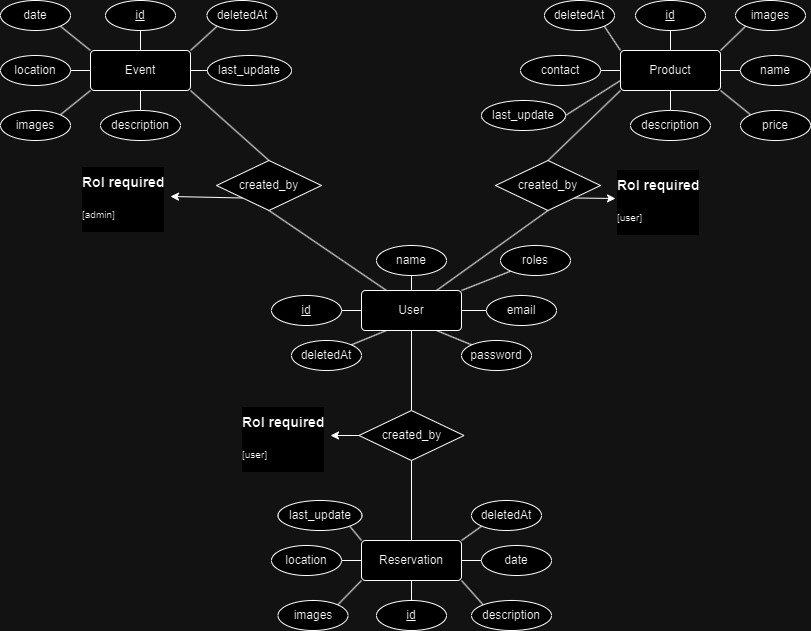 date
id
deletedAt
deletedAt
id
images
location
Event
last_update
contact
Product
name
images
description
last_update
description
price
created_by
created_by
Rol required
[admin]
Rol required
[user]
name
roles
id
User
email
deletedAt
password
Rol required
[user]
created_by
last_update
deletedAt
location
Reservation
date
images
id
description